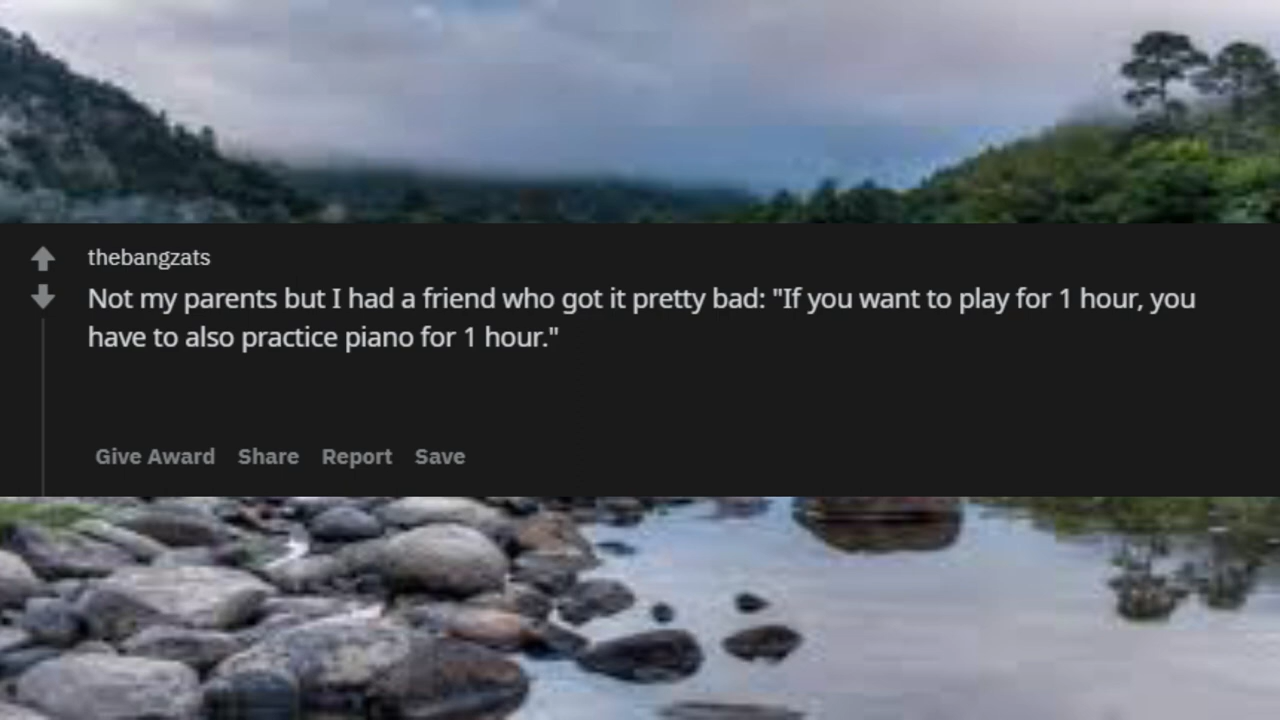 thebangzats
Not my parents but I had a friend who got it pretty bad: "If you want to play for 1 hour, you
have to also practice piano for 1 hour."
Give Award Share Report Save